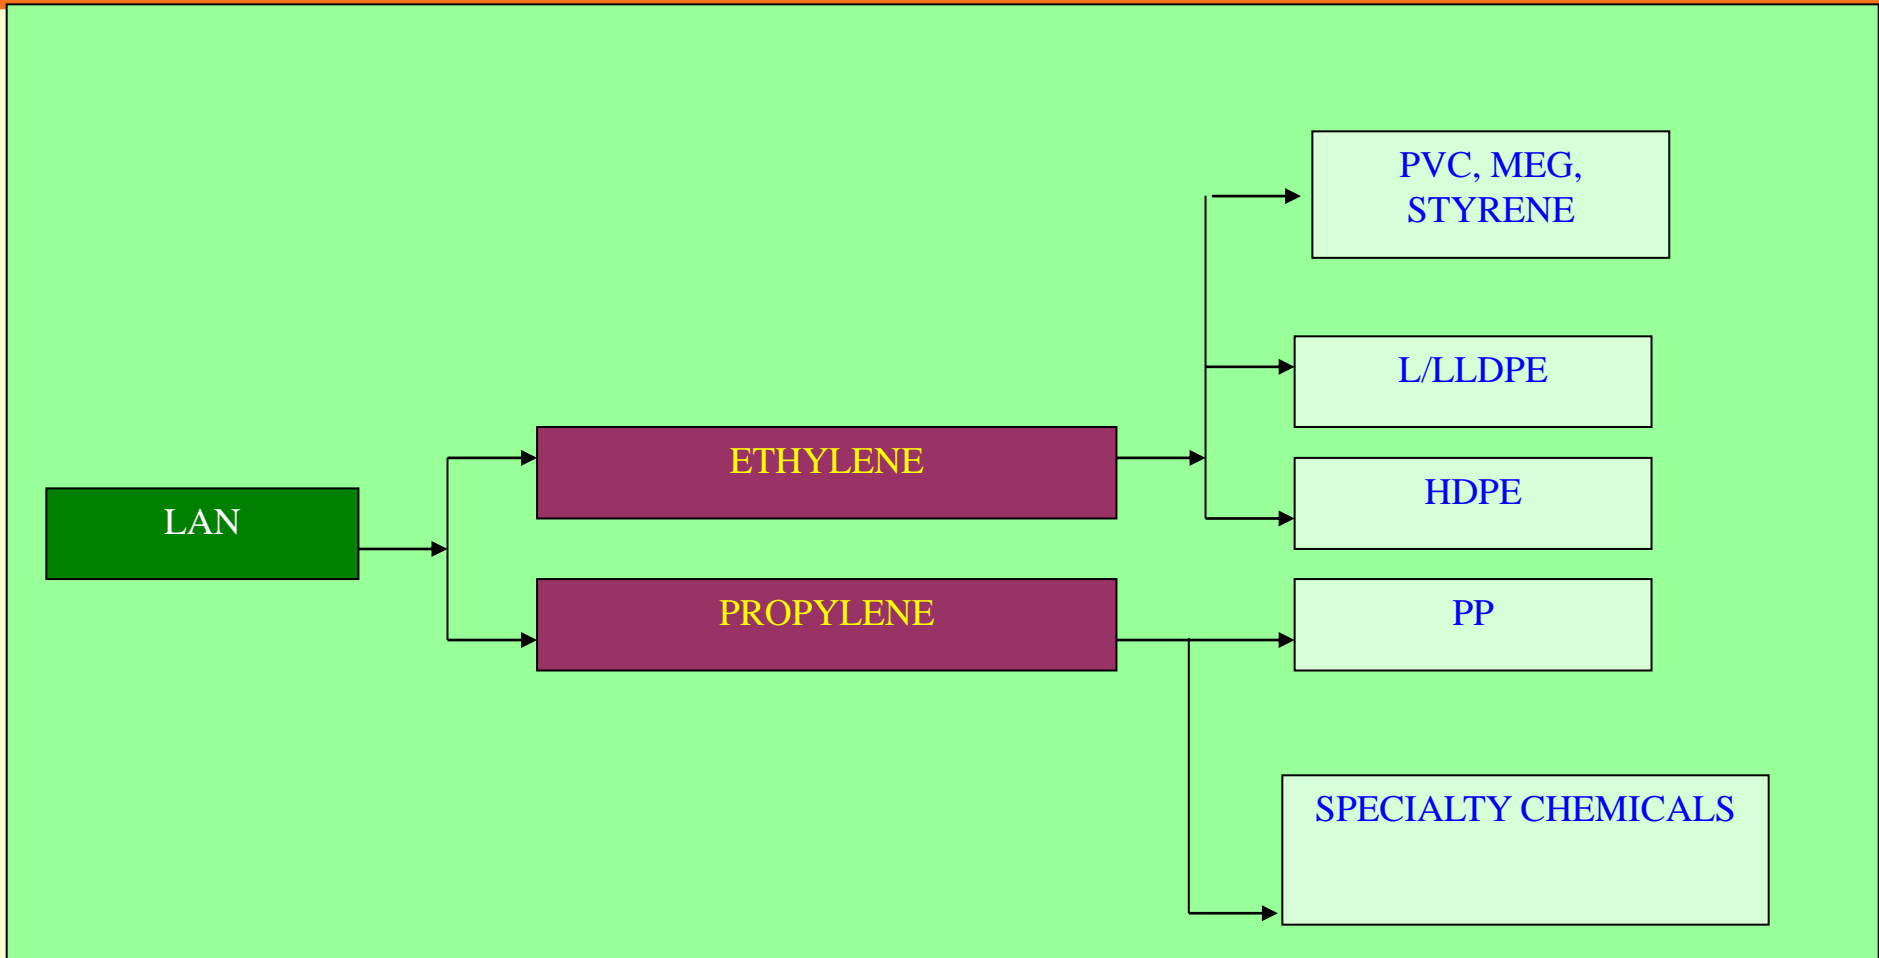 PVC, MEG,
STYRENE
L/LLDPE
ETHYLENE
HDPE
LAN
PROPYLENE
PP
SPECIALTY CHEMICALS